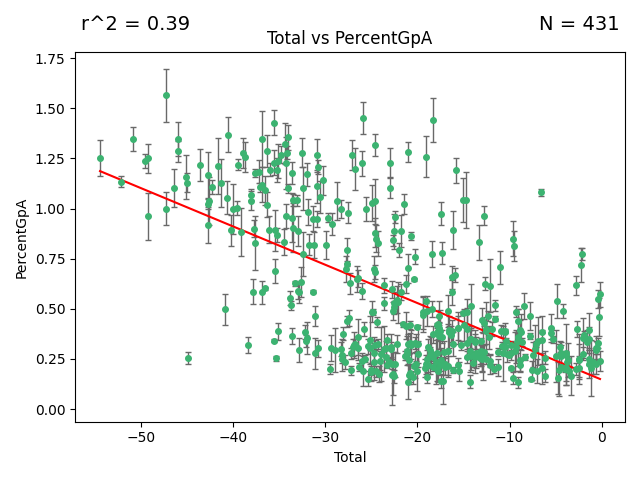 r^2 = 0.39 N = 431
Total vs PercentGpA
PercentGpA
1.75
1.50
1.25
1.00
0.75
0.50
0.25
0.00
−50 −40 −30 −20 −10 0
Total